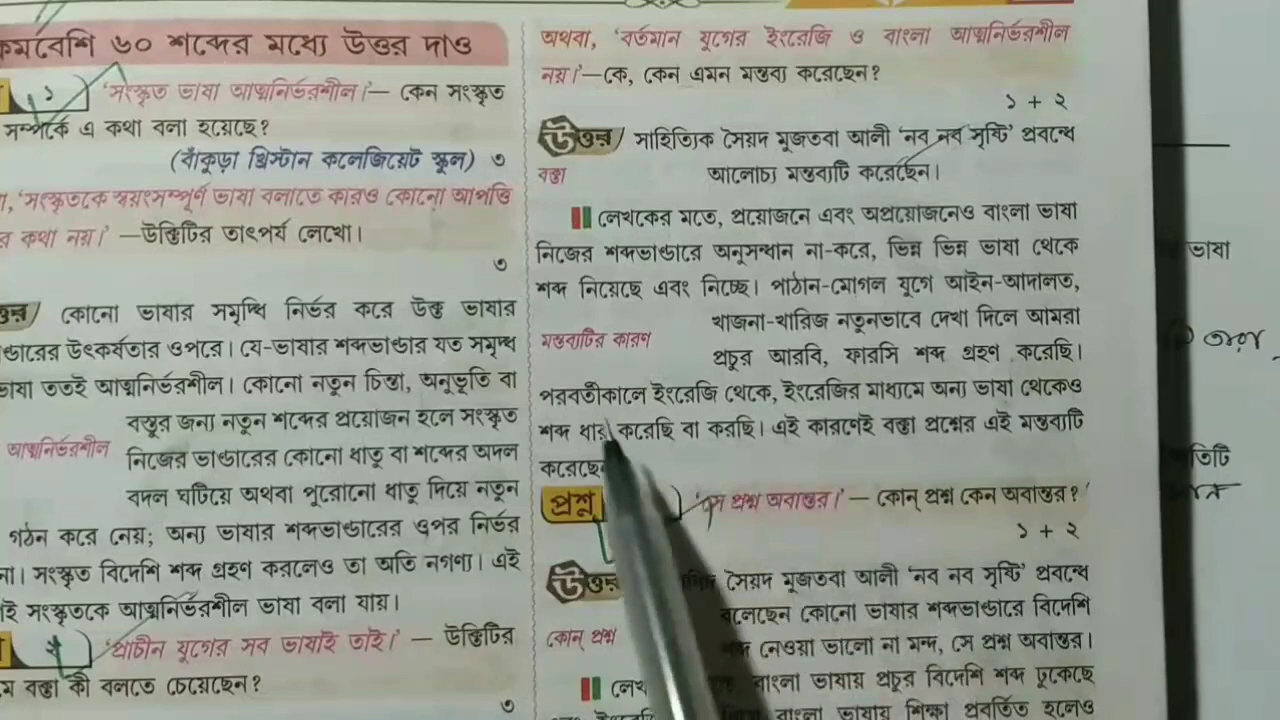 কমবেশি ৬০ শব্দের মধ্যে উত্তর দাও
১ 'সংস্কৃত ভাষা আত্মনির্ভরশীল।'— কেন সংস্কৃত
সম্পর্কে এ কথা বলা হয়েছে?
(বাঁকুড়া খ্রিস্টান কলেজিয়েট স্কুল) ৩
'সংস্কৃতকে স্বয়ংসম্পূর্ণ ভাষা বলাতে কারও কোনো আপত্তি
কথা নয়।' —উক্তিটির তাৎপর্য লেখো।
৩
কোনো ভাষার সমৃদ্ধি নির্ভর করে উক্ত ভাষার
উৎকর্ষতার ওপরে। যে-ভাষার শব্দভাণ্ডার যত সমৃদ্ধ
ভাষা ততই আত্মনির্ভরশীল। কোনো নতুন চিন্তা, অনুভূতি বা
বস্তুর জন্য নতুন শব্দের প্রয়োজন হলে সংস্কৃত
আত্মনির্ভরশীল নিজের ভাণ্ডারের কোনো ধাতু বা শব্দের অদল
বদল ঘটিয়ে অথবা পুরোনো ধাতু দিয়ে নতুন
গঠন করে নেয়; অন্য ভাষার শব্দভাণ্ডারের ওপর নির্ভর
না। সংস্কৃত বিদেশি শব্দ গ্রহণ করলেও তা অতি নগণ্য। এই
সংস্কৃতকে আত্মনির্ভরশীল ভাষা বলা যায়।
'প্রাচীন যুগের সব ভাষাই তাই।' — উক্তিটির
বক্তা কী বলতে চেয়েছেন?
৩
অথবা, 'বর্তমান যুগের ইংরেজি ও বাংলা আত্মনির্ভরশীল
নয়।'—কে, কেন এমন মন্তব্য করেছেন?
১ + ২
উত্তর সাহিত্যিক সৈয়দ মুজতবা আলী 'নব নব সৃষ্টি' প্রবন্ধে
বক্তা আলোচ্য মন্তব্যটি করেছেন।
লেখকের মতে, প্রয়োজনে এবং অপ্রয়োজনেও বাংলা ভাষা
নিজের শব্দভাণ্ডারে অনুসন্ধান না-করে, ভিন্ন ভিন্ন ভাষা থেকে
শব্দ নিয়েছে এবং নিচ্ছে। পাঠান-মোগল যুগে আইন-আদালত,
খাজনা-খারিজ নতুনভাবে দেখা দিলে আমরা
মন্তব্যটির কারণ প্রচুর আরবি, ফারসি শব্দ গ্রহণ করেছি।
পরবর্তীকালে ইংরেজি থেকে, ইংরেজির মাধ্যমে অন্য ভাষা থেকেও
শব্দ ধার করেছি বা করছি। এই কারণেই বক্তা প্রশ্নের এই মন্তব্যটি
প্রশ্ন 'সে প্রশ্ন অবান্তর।' — কোন্ প্রশ্ন কেন অবান্তর?
১ + ২
উত্তর সৈয়দ মুজতবা আলী 'নব নব সৃষ্টি' প্রবন্ধে
বলেছেন কোনো ভাষার শব্দভাণ্ডারে বিদেশি
কোন্ প্রশ্ন শব্দ নেওয়া ভালো না মন্দ, সে প্রশ্ন অবান্তর।
বাংলা ভাষায় প্রচুর বিদেশি শব্দ ঢুকেছে
বাংলা ভাষায় শিক্ষা প্রবর্তিত হলেও
ভাষা